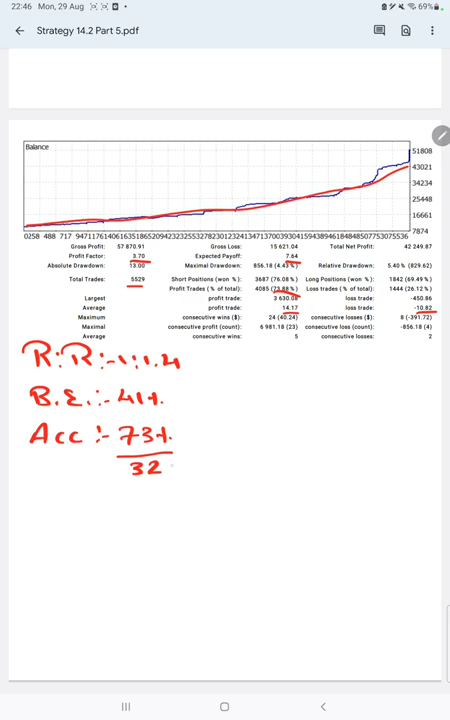 22:46 Mon, 29 Aug 69%
Strategy 14.2 Part 5.pdf
Balance
51808
43021
34234
25448
16661
7874
Gross Profit: 57 870.91 Gross Loss: 15 621.04 Total Net Profit: 42 249.87
Profit Factor: 3.70 Expected Payoff: 7.64
Absolute Drawdown: 13.00 Maximal Drawdown: 856.18 (4.43%) Relative Drawdown: 5.40% (829.62)
Total Trades: 5529 Short Positions (won %): 3687 (76.08%) Long Positions (won %): 1842 (69.49%)
Profit Trades (% of total): 4085 (73.88%) Loss trades (% of total): 1444 (26.12%)
Largest profit trade: 3 630.08 loss trade: -450.86
Average profit trade: 14.17 loss trade: -10.82
Maximum consecutive wins ($): 24 (40.24) consecutive losses ($): 8 (-391.72)
Maximal consecutive profit (count): 6 981.18 (23) consecutive loss (count): -856.18 (4)
Average consecutive wins: 5 consecutive losses: 2
R:R:- 1:1.4
B.E.:- 41%
Acc :- 73%
32